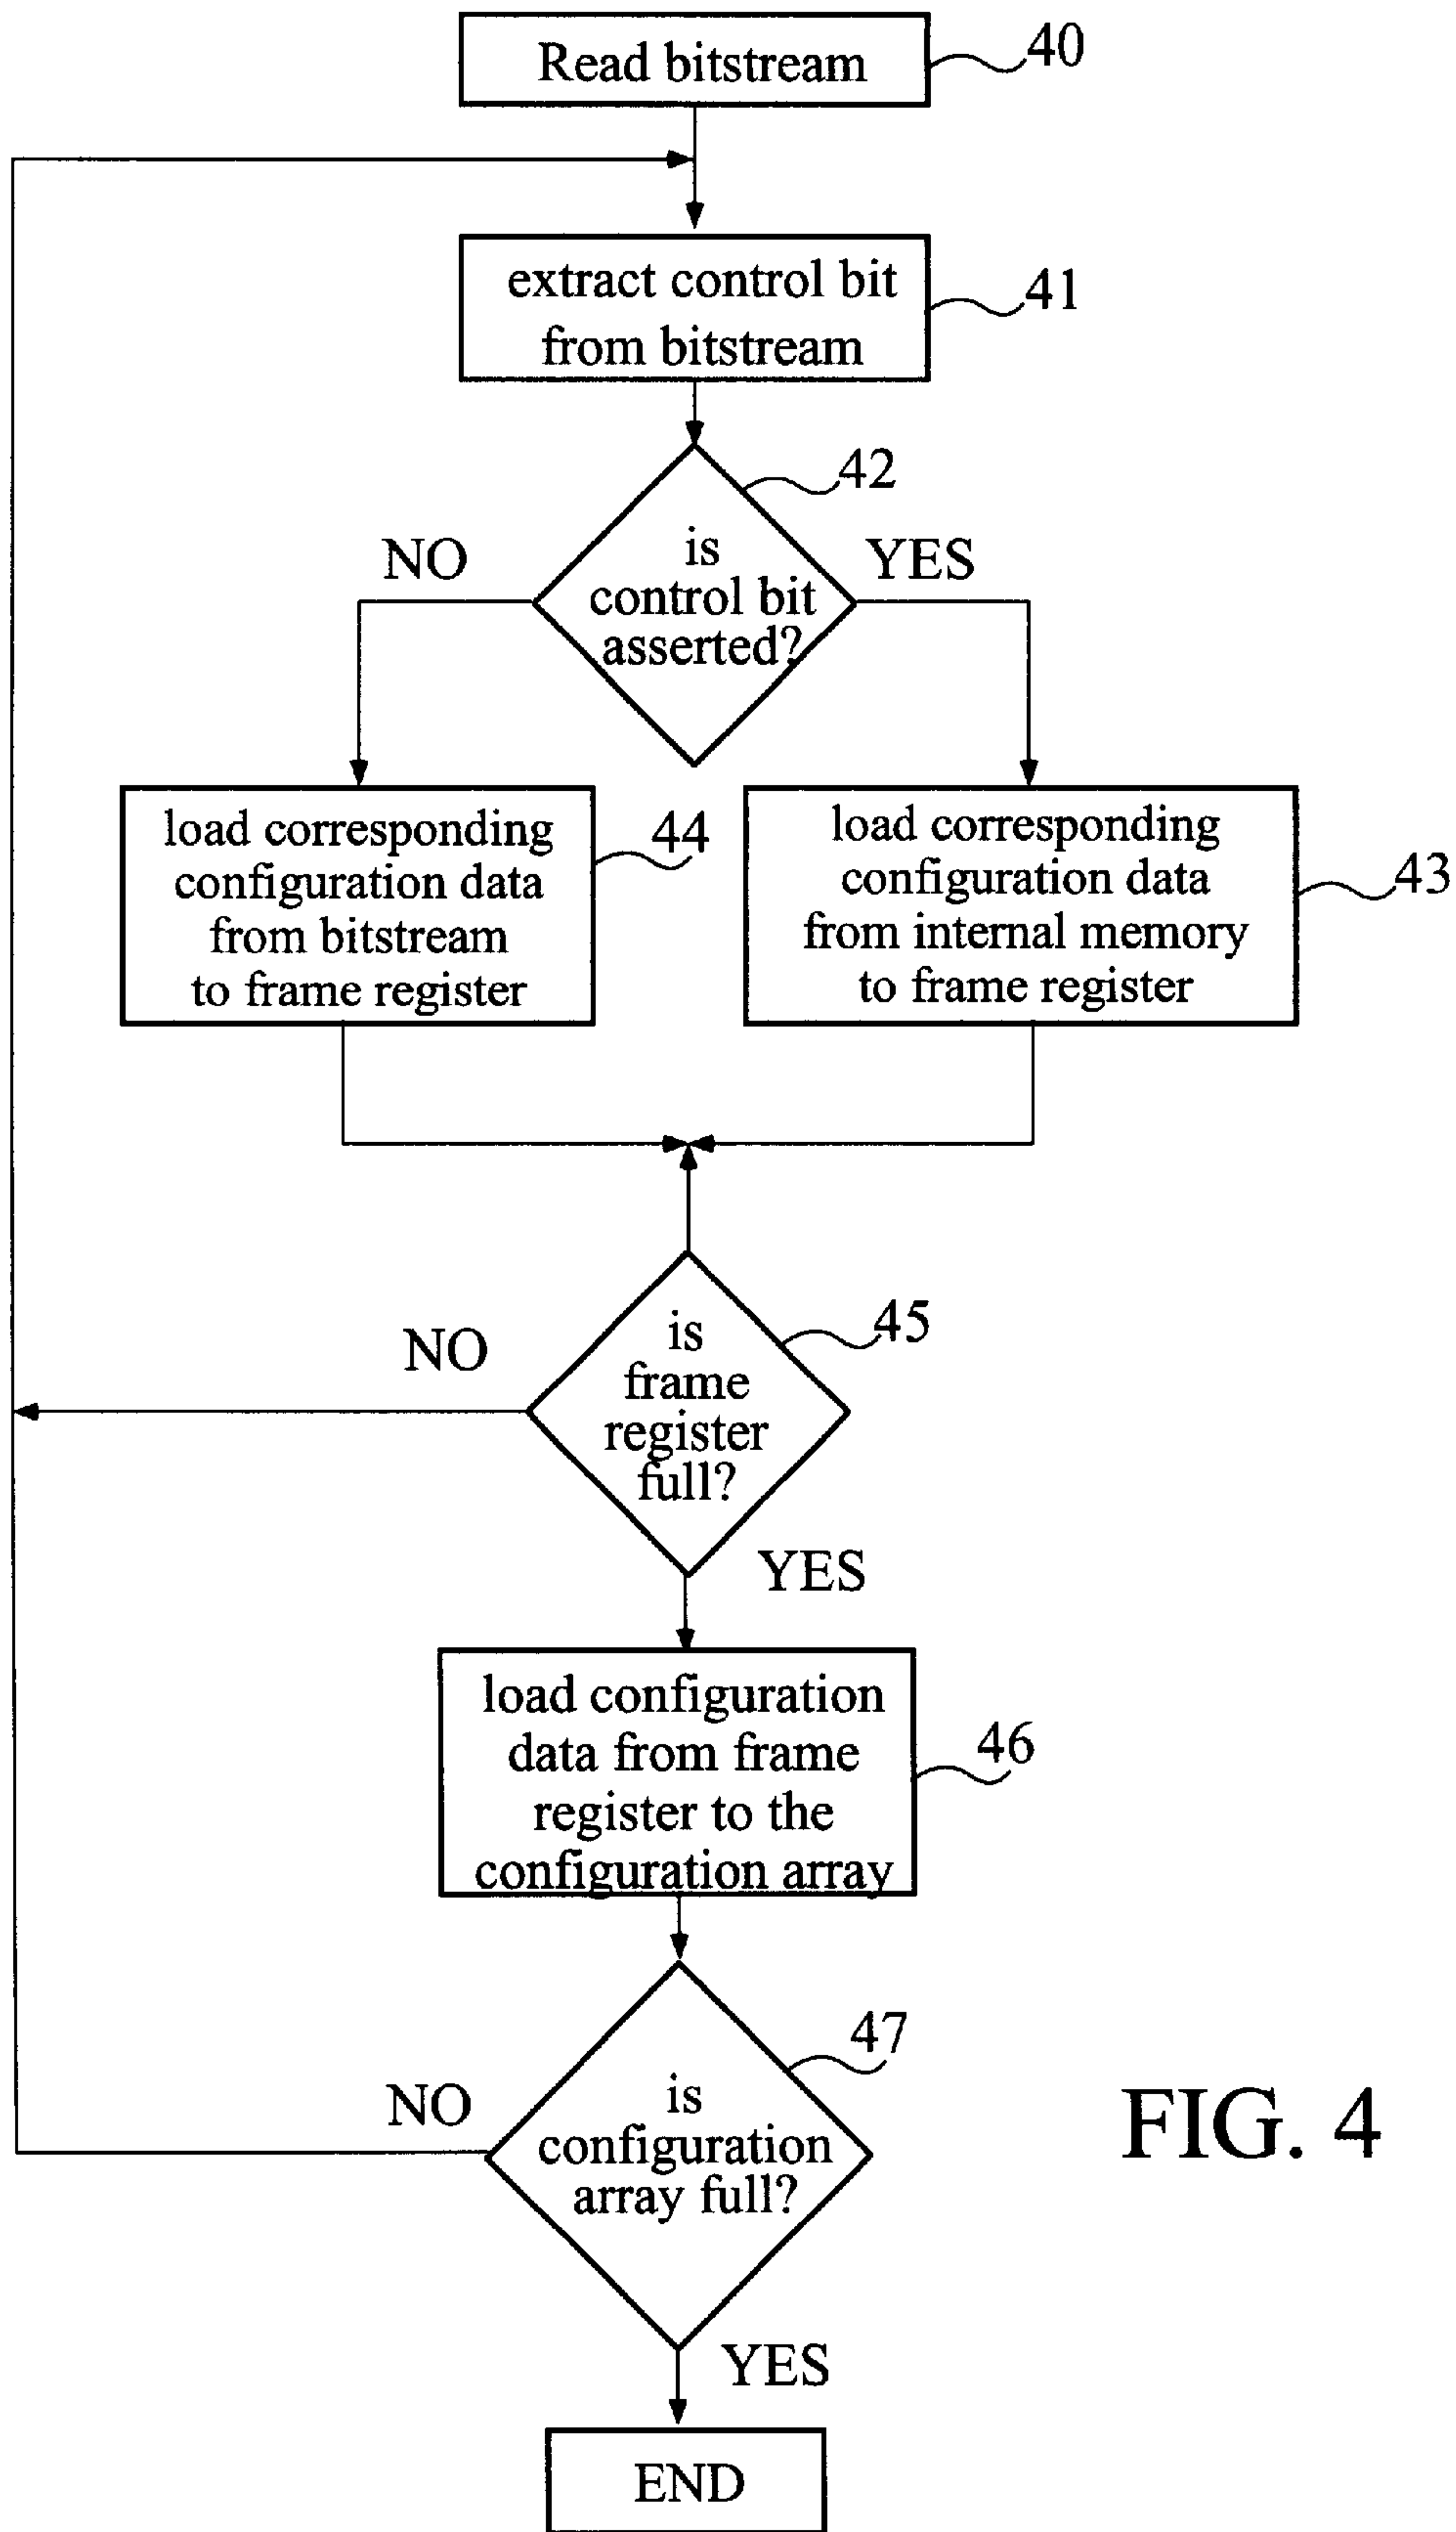 Read bitstream
40
extract control bit
from bitstream
41
42
is
control bit
asserted?
NO
YES
load corresponding
configuration data
from bitstream
to frame register
44
load corresponding
configuration data
from internal memory
to frame register
43
is
frame
register
full?
45
NO
YES
load configuration
data from frame
register to the
configuration array
46
is
configuration
array full?
47
NO
YES
END
FIG. 4